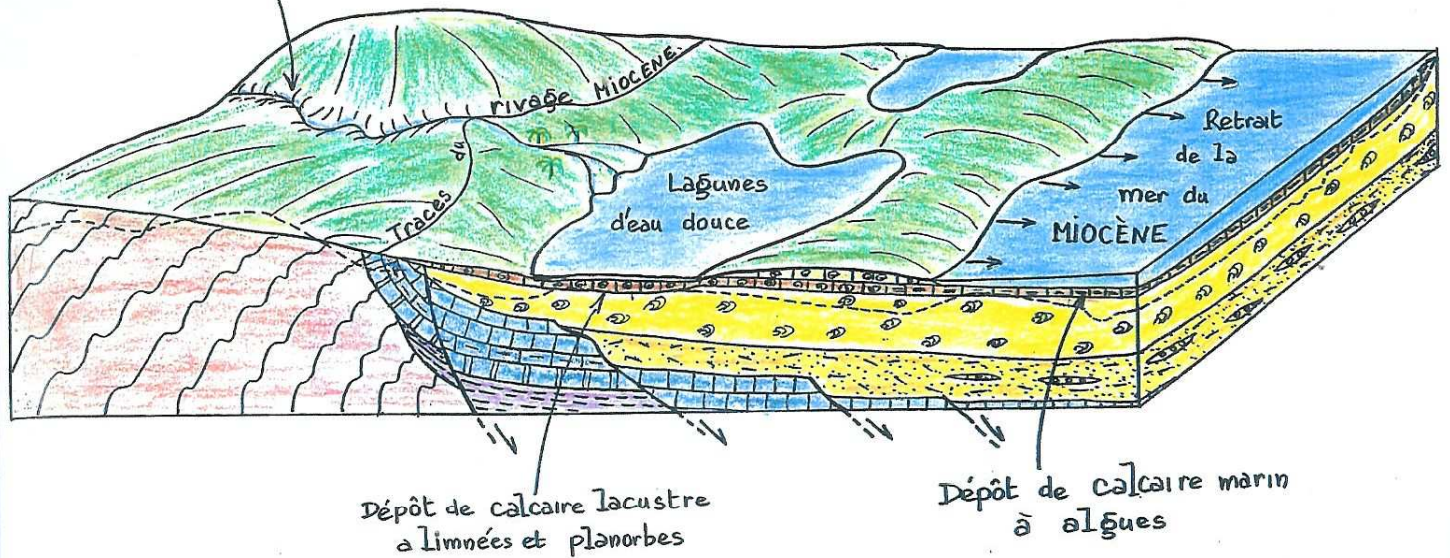 Traces du rivage MIOCÈNE.
Lagunes
d'eau douce
Retrait
de la
mer du
MIOCÈNE
Dépôt de calcaire lacustre
a limnées et planorbes
Dépôt de calcaire marin
à algues